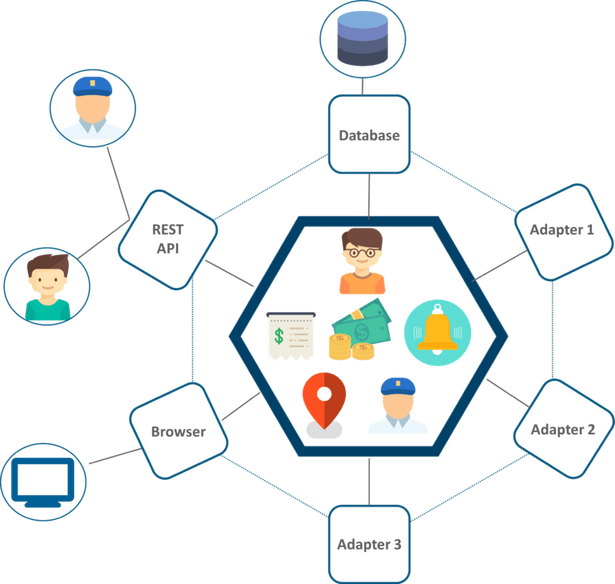 Database
REST
API
Adapter 1
$
Browser
Adapter 2
Adapter 3